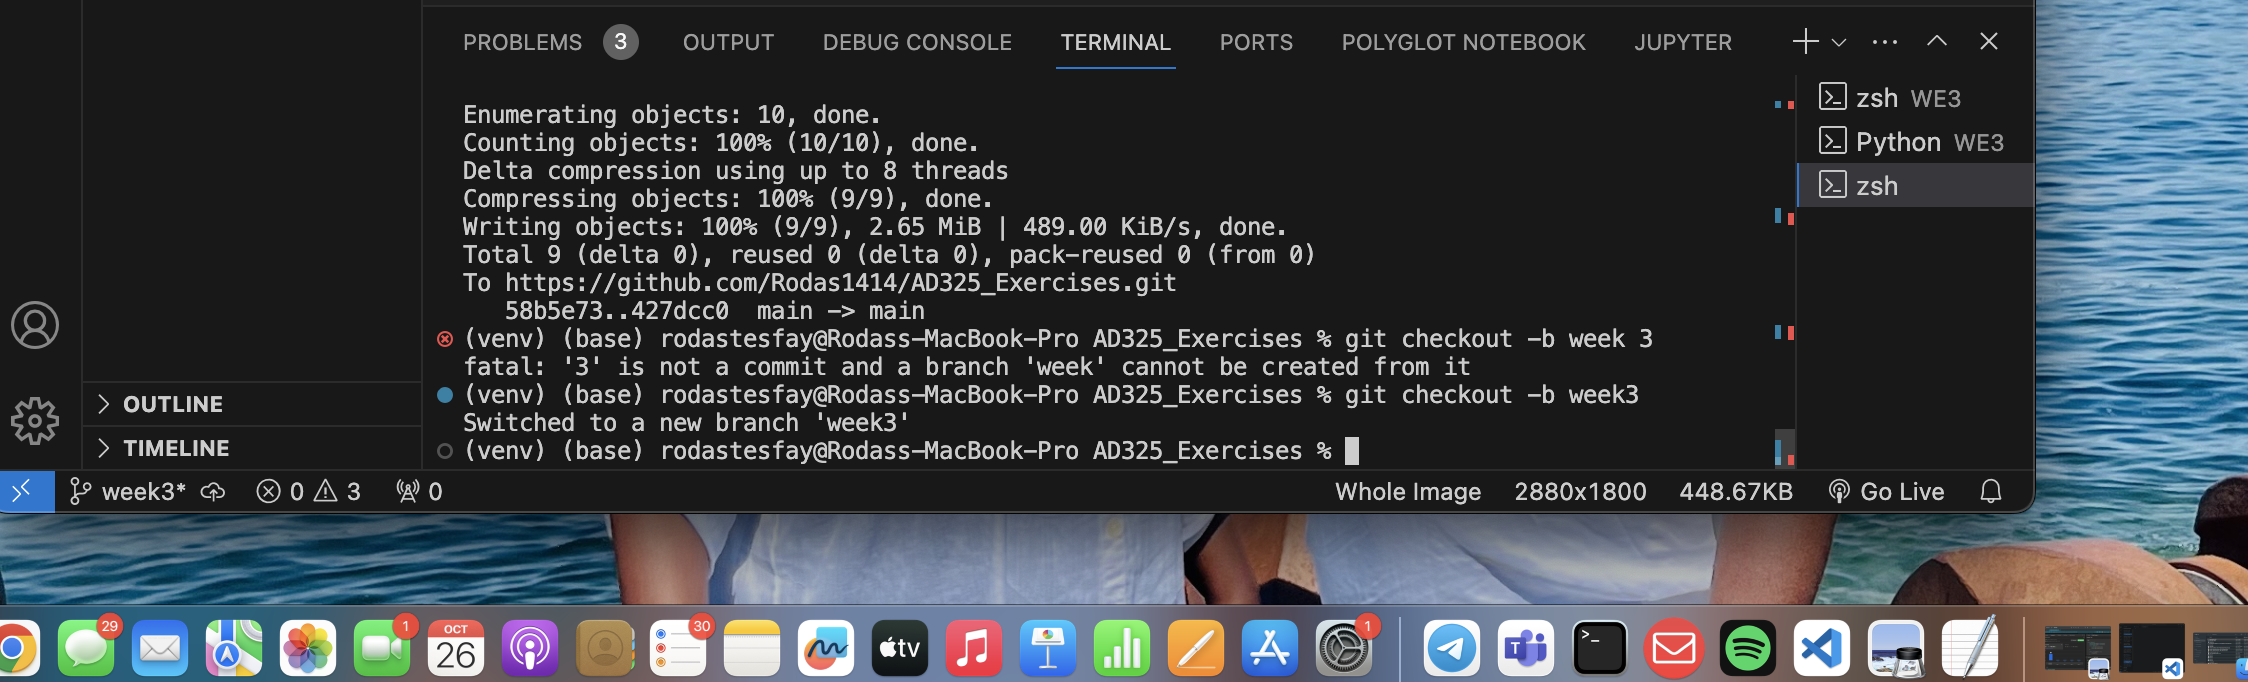 PROBLEMS 3 OUTPUT DEBUG CONSOLE TERMINAL PORTS POLYGLOT NOTEBOOK JUPYTER
Enumerating objects: 10, done.
Counting objects: 100% (10/10), done.
Delta compression using up to 8 threads
Compressing objects: 100% (9/9), done.
Writing objects: 100% (9/9), 2.65 MiB | 489.00 KiB/s, done.
Total 9 (delta 0), reused 0 (delta 0), pack-reused 0 (from 0)
To https://github.com/Rodas1414/AD325_Exercises.git
58b5e73..427dcc0 main -> main
(venv) (base) rodastesfay@Rodass-MacBook-Pro AD325_Exercises % git checkout -b week 3
fatal: '3' is not a commit and a branch 'week' cannot be created from it
(venv) (base) rodastesfay@Rodass-MacBook-Pro AD325_Exercises % git checkout -b week3
Switched to a new branch 'week3'
(venv) (base) rodastesfay@Rodass-MacBook-Pro AD325_Exercises %
zsh WE3
Python WE3
zsh
OUTLINE
TIMELINE
week3* 0 3 0 Whole Image 2880x1800 448.67KB Go Live
29
1
OCT
26
30
tv
1